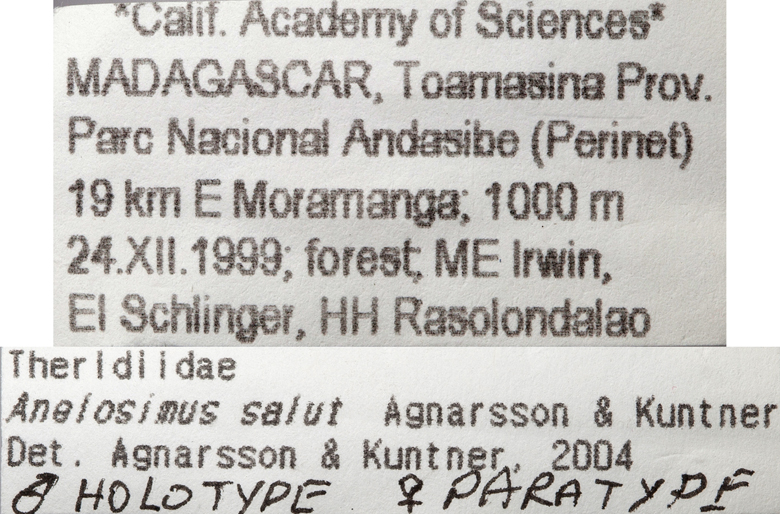 *Calif. Academy of Sciences*
MADAGASCAR, Toamasina Prov.
Parc Nacional Andasibe (Perinet)
19 km E Moramanga; 1000 m
24.XII.1999; forest; ME Irwin,
EI Schlinger, HH Rasolondalao
Theridiidae
Anelosimus salut Agnarsson & Kuntner
Det. Agnarsson & Kuntner, 2004
♂ HOLOTYPE ♀ PARATYPE